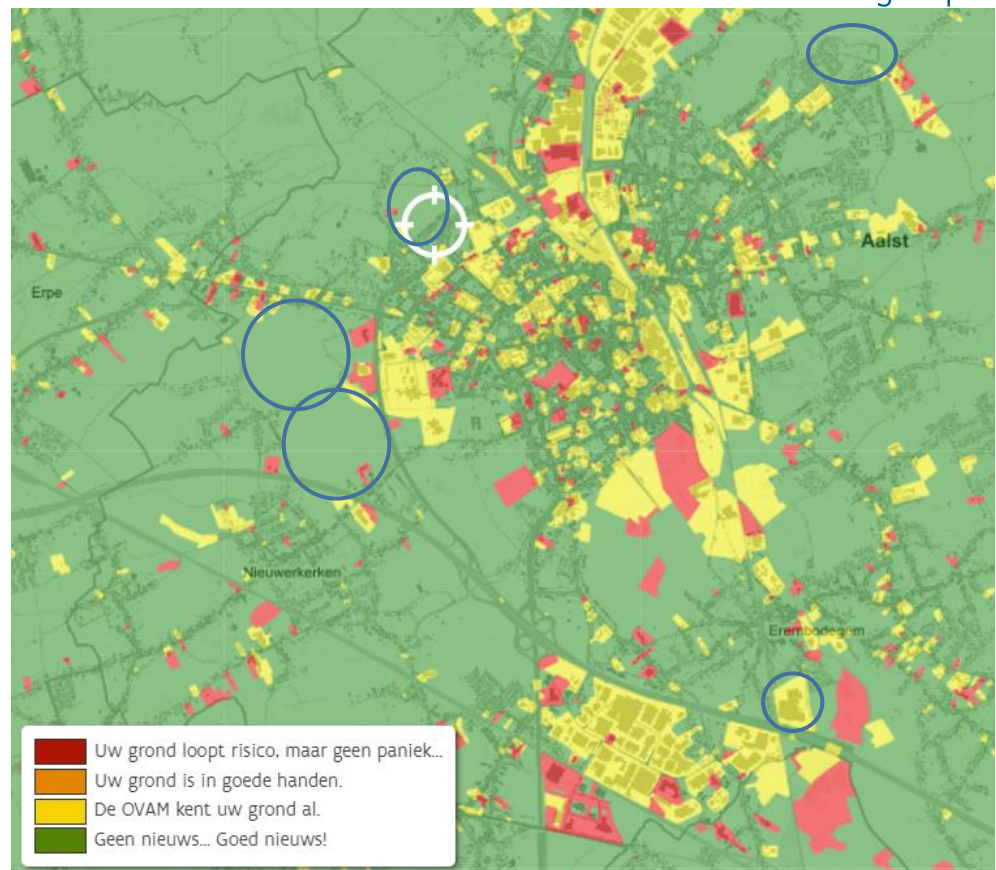 Aalst
Erpe
Nieuwerkerken
Erembodegem
Uw grond loopt risico, maar geen paniek...
Uw grond is in goede handen.
De OVAM kent uw grond al.
Geen nieuws... Goed nieuws!